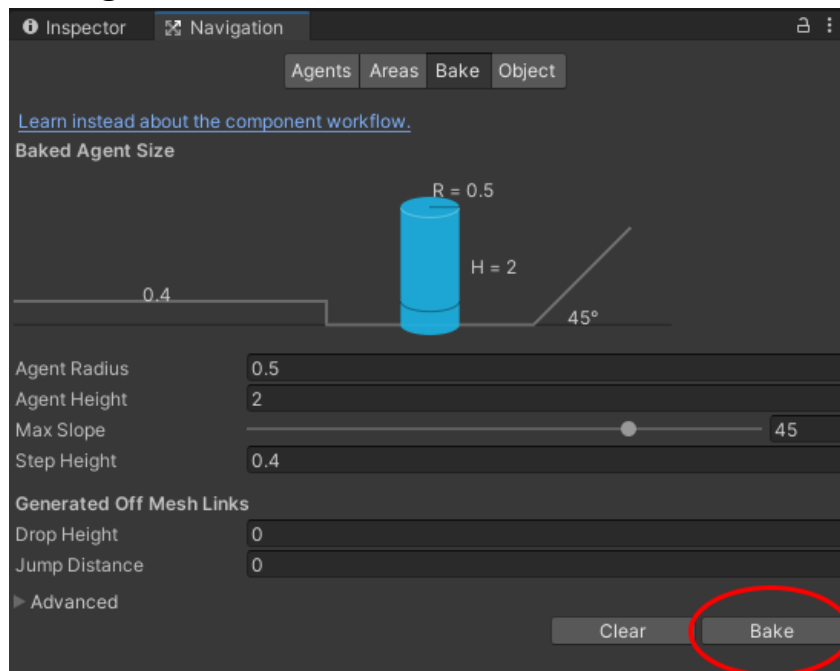 Inspector Navigation
Agents Areas Bake Object
Learn instead about the component workflow.
Baked Agent Size
R = 0.5
H = 2
0.4
45°
Agent Radius 0.5
Agent Height 2
Max Slope 45
Step Height 0.4
Generated Off Mesh Links
Drop Height 0
Jump Distance 0
Advanced
Clear Bake